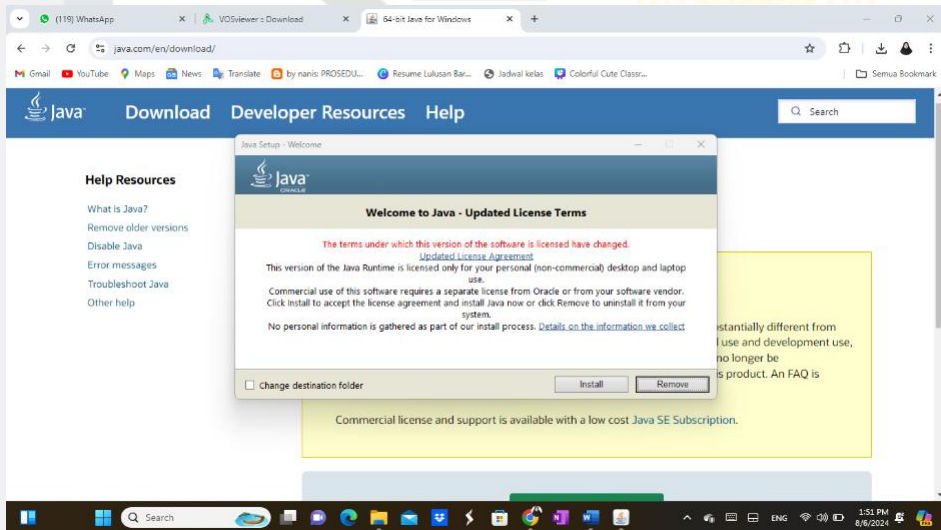 (119) WhatsApp
VOSviewer - Download
64-bit Java for Windows
java.com/en/download/
Gmail
YouTube
Maps
News
Translate
by nanis: PROSEDU...
Resume Lulusan Bar...
Jadwal kelas
Colorful Cute Classr...
Semua Bookmark
Java
Download
Developer Resources
Help
Search
Help Resources
What is Java?
Remove older versions
Disable Java
Error messages
Troubleshoot Java
Other help
Java Setup - Welcome
Java
ORACLE
Welcome to Java - Updated License Terms
The terms under which this version of the software is licensed have changed.
Updated License Agreement
This version of the Java Runtime is licensed only for your personal (non-commercial) desktop and laptop
use.
Commercial use of this software requires a separate license from Oracle or from your software vendor.
Click Install to accept the license agreement and install Java now or click Remove to uninstall it from your
system.
No personal information is gathered as part of our install process. Details on the information we collect
Change destination folder
Install
Remove
stantially different from
l use and development use,
no longer be
is product. An FAQ is
Commercial license and support is available with a low cost Java SE Subscription.
Search
ENG
1:51 PM
8/6/2024